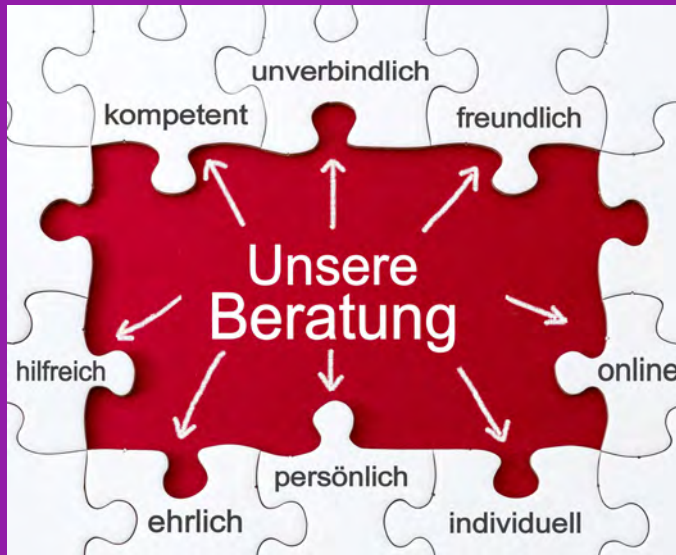 unverbindlich
kompetent
freundlich
Unsere
Beratung
hilfreich
online
persönlich
ehrlich
individuell